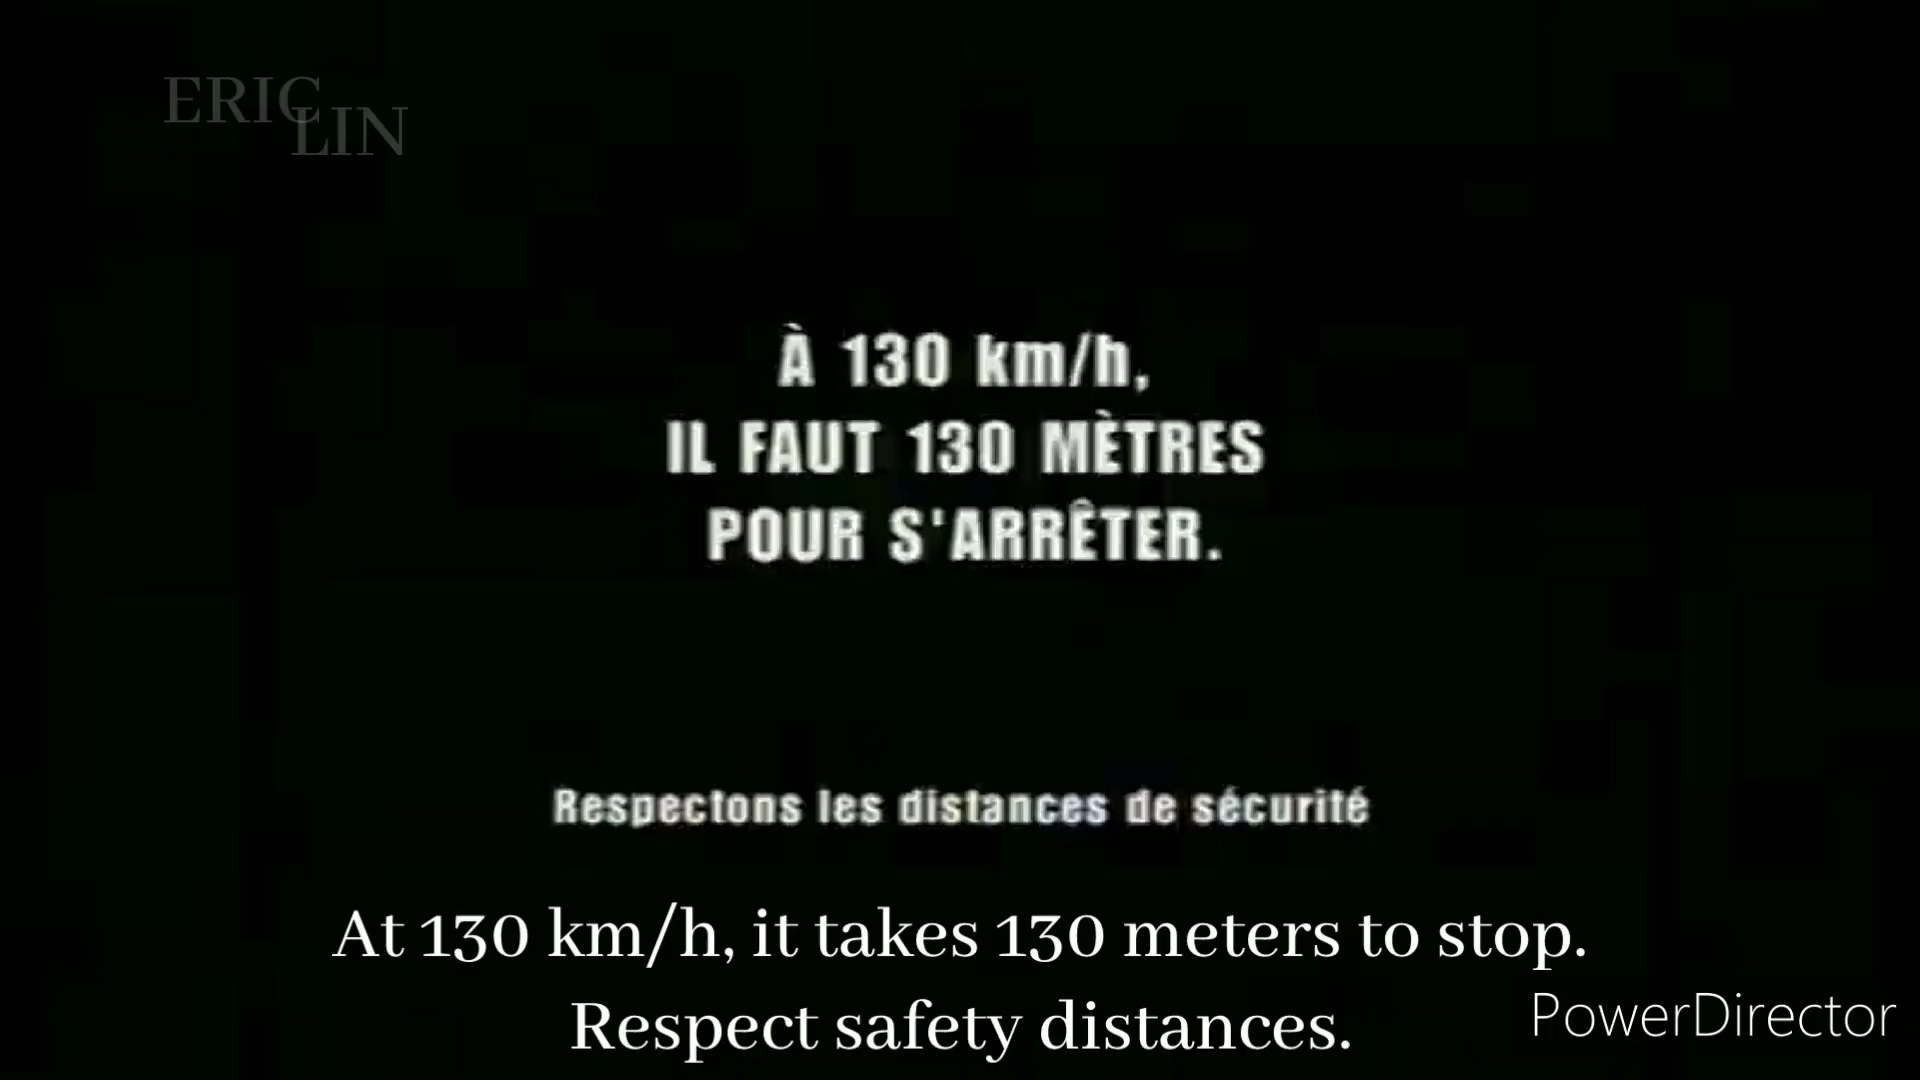 ERIC
LIN
À 130 km/h,
IL FAUT 130 MÈTRES
POUR S'ARRÊTER.
Respectons les distances de sécurité
At 130 km/h, it takes 130 meters to stop.
Respect safety distances.
PowerDirector